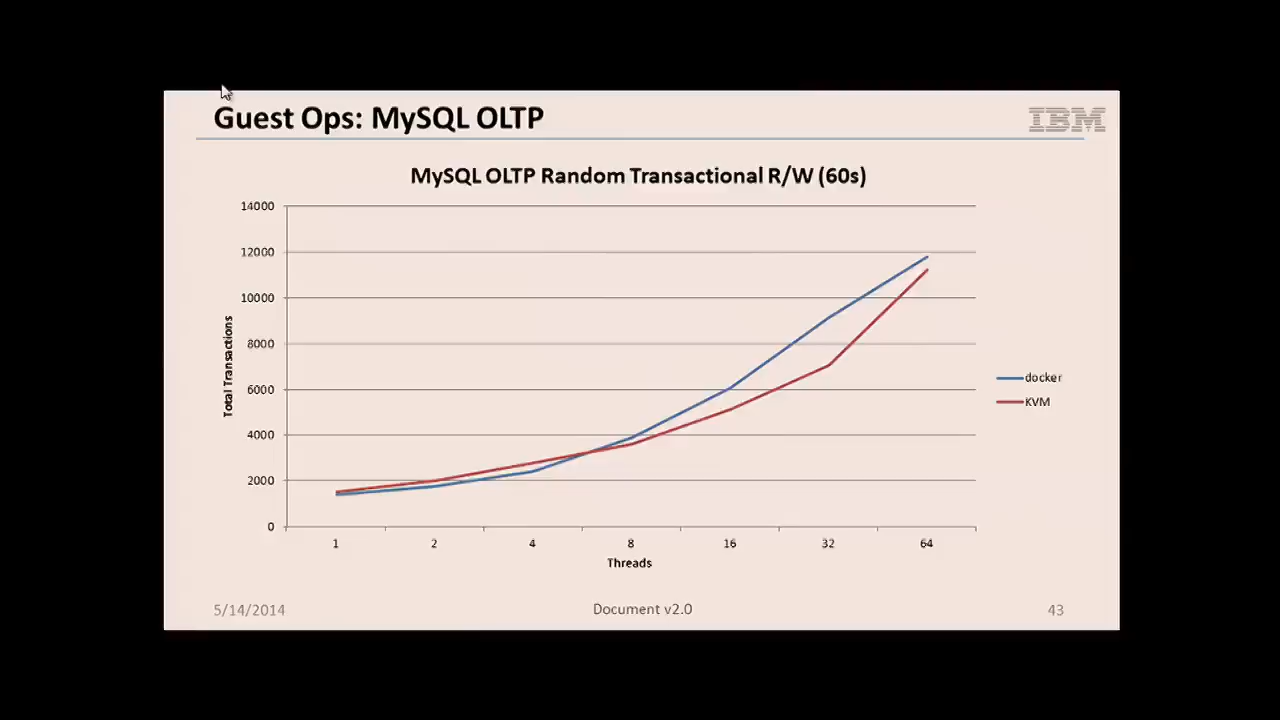 Guest Ops: MySQL OLTP
IBM
MySQL OLTP Random Transactional R/W (60s)
14000
12000
10000
8000
6000
4000
2000
0
Total Transactions
docker
KVM
1 2 4 8 16 32 64
Threads
5/14/2014 Document v2.0 43